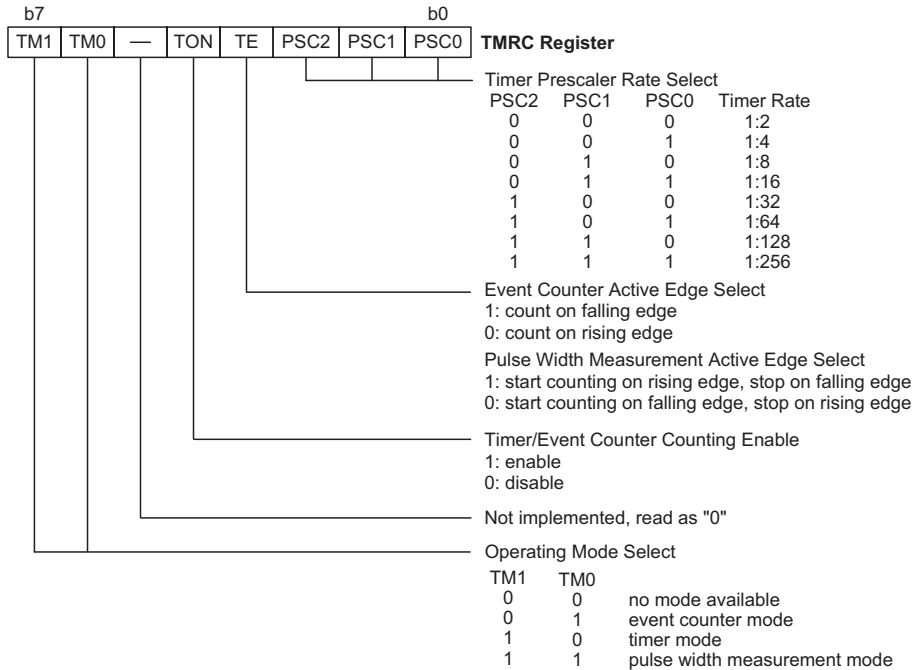 b7 b0
TM1 TM0 — TON TE PSC2 PSC1 PSC0 TMRC Register
Timer Prescaler Rate Select
PSC2 PSC1 PSC0 Timer Rate
0 0 0 1:2
0 0 1 1:4
0 1 0 1:8
0 1 1 1:16
1 0 0 1:32
1 0 1 1:64
1 1 0 1:128
1 1 1 1:256
Event Counter Active Edge Select
1: count on falling edge
0: count on rising edge
Pulse Width Measurement Active Edge Select
1: start counting on rising edge, stop on falling edge
0: start counting on falling edge, stop on rising edge
Timer/Event Counter Counting Enable
1: enable
0: disable
Not implemented, read as "0"
Operating Mode Select
TM1 TM0
0 0 no mode available
0 1 event counter mode
1 0 timer mode
1 1 pulse width measurement mode